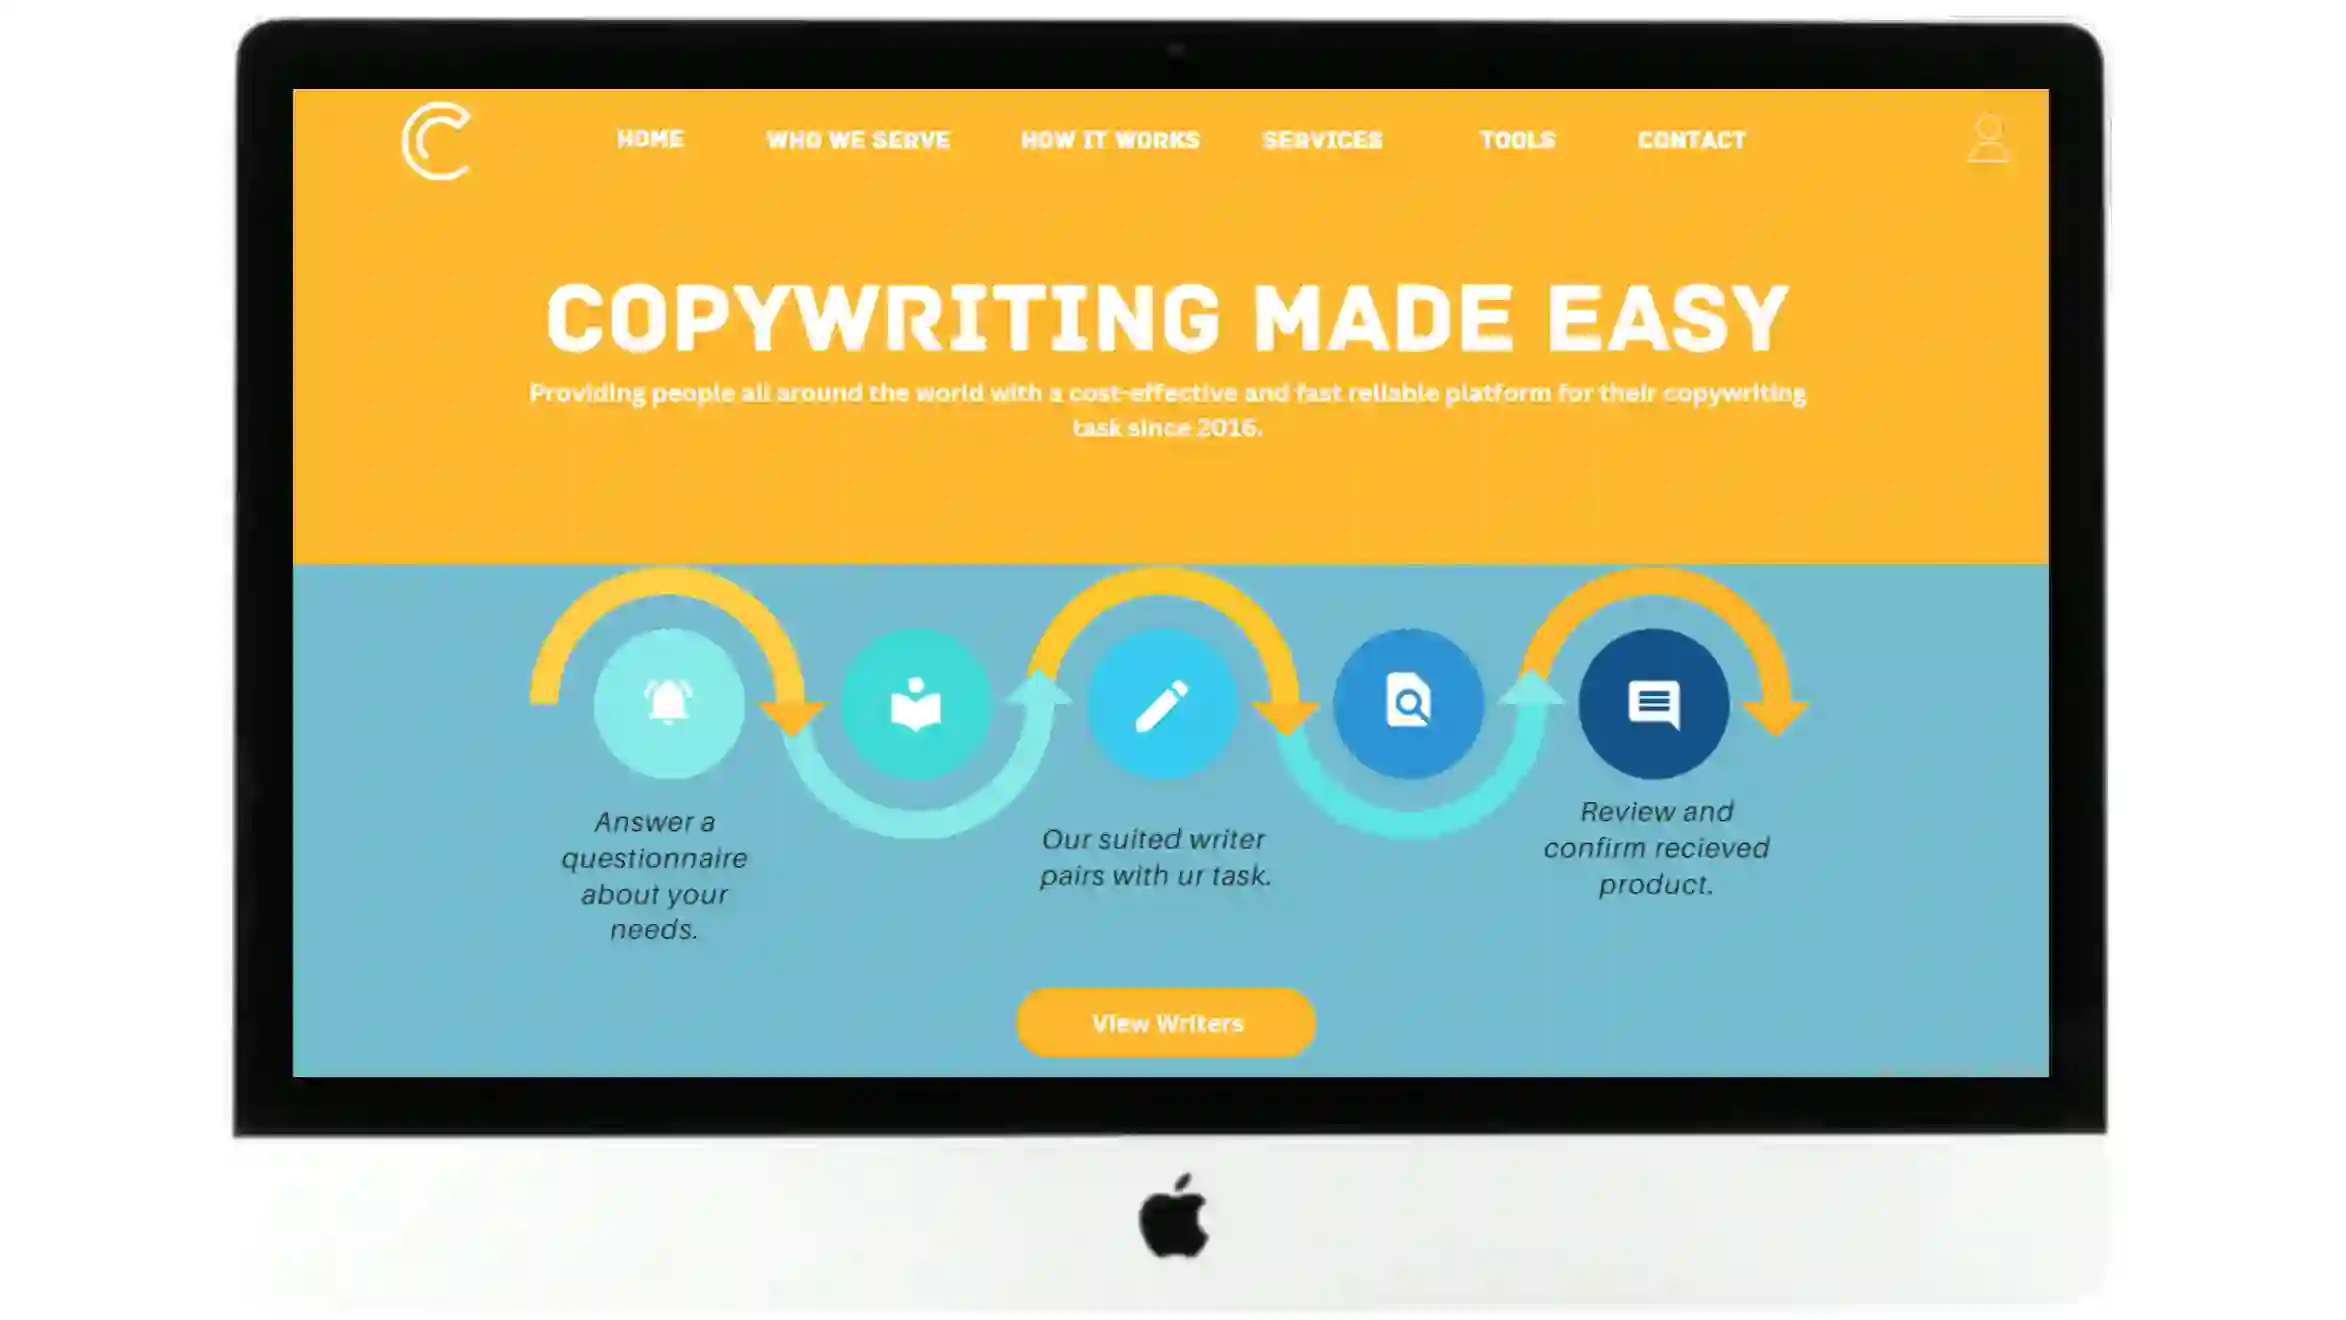 HOME WHO WE SERVE HOW IT WORKS SERVICES TOOLS CONTACT
COPYWRITING MADE EASY
Providing people all around the world with a cost-effective and fast reliable platform for their copywriting
task since 2016.
Answer a
questionnaire
about your
needs.
Our suited writer
pairs with ur task.
Review and
confirm recieved
product.
View Writers